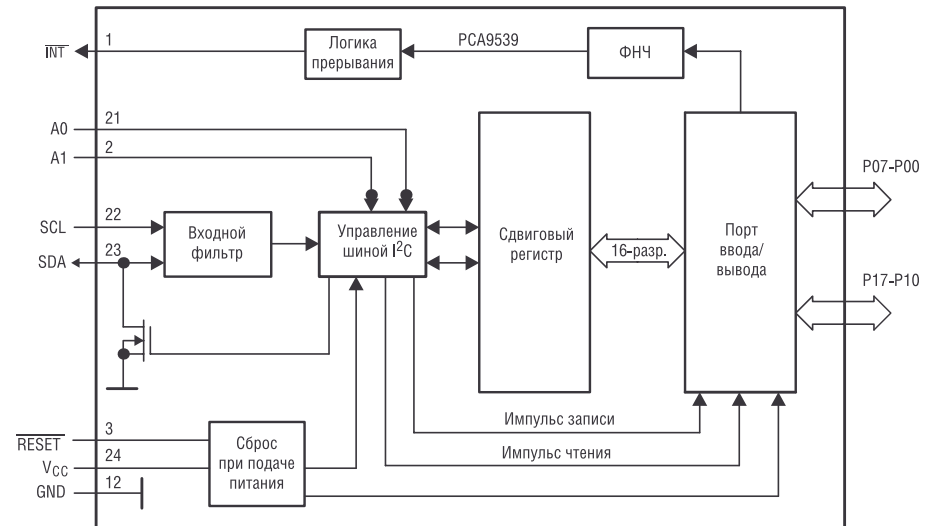 INT
1
Логика
прерывания
PCA9539
ФНЧ
A0
21
A1
2
SCL
22
SDA
23
Входной
фильтр
Управление
шиной I²C
Сдвиговый
регистр
16-разр.
Порт
ввода/
вывода
P07-P00
P17-P10
Импульс записи
Импульс чтения
RESET
3
VCC
24
GND
12
Сброс
при подаче
питания